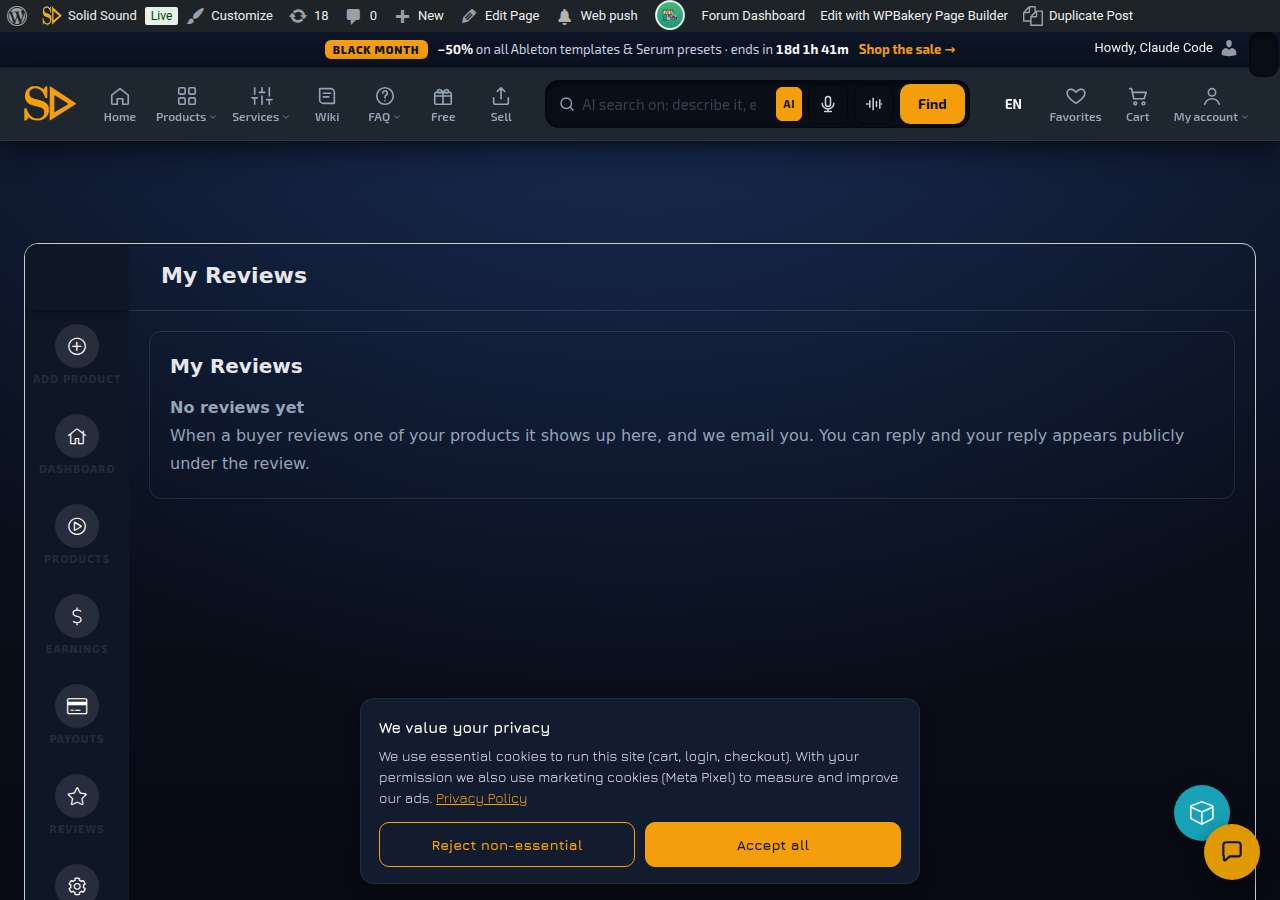 Solid Sound Live Customize 18 0 New Edit Page Web push Forum Dashboard Edit with WPBakery Page Builder Duplicate Post
BLACK MONTH −50% on all Ableton templates & Serum presets · ends in 18d 1h 41m Shop the sale →
Howdy, Claude Code
Home Products Services Wiki FAQ Free Sell
AI search on: describe it, e
AI
Find
EN
Favorites Cart My account
My Reviews
ADD PRODUCT
DASHBOARD
PRODUCTS
EARNINGS
PAYOUTS
REVIEWS
My Reviews
No reviews yet
When a buyer reviews one of your products it shows up here, and we email you. You can reply and your reply appears publicly
under the review.
We value your privacy
We use essential cookies to run this site (cart, login, checkout). With your
permission we also use marketing cookies (Meta Pixel) to measure and improve
our ads. Privacy Policy
Reject non-essential
Accept all